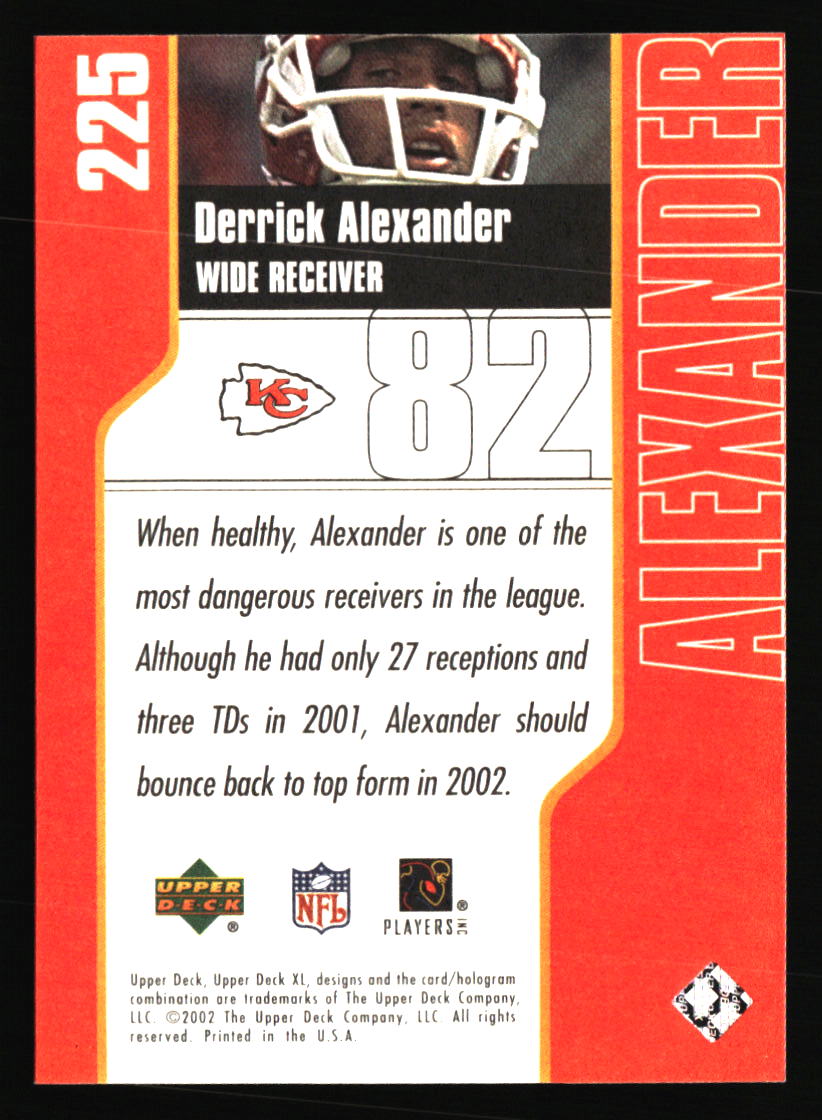 225
Derrick Alexander
WIDE RECEIVER
ALEXANDER
KC
82
When healthy, Alexander is one of the
most dangerous receivers in the league.
Although he had only 27 receptions and
three TDs in 2001, Alexander should
bounce back to top form in 2002.
UPPER
D·E·C·K
®
NFL
PLAYERS INC
®
Upper Deck, Upper Deck XL, designs and the card/hologram
combination are trademarks of The Upper Deck Company,
LLC. ©2002 The Upper Deck Company, LLC. All rights
reserved. Printed in the U.S.A.